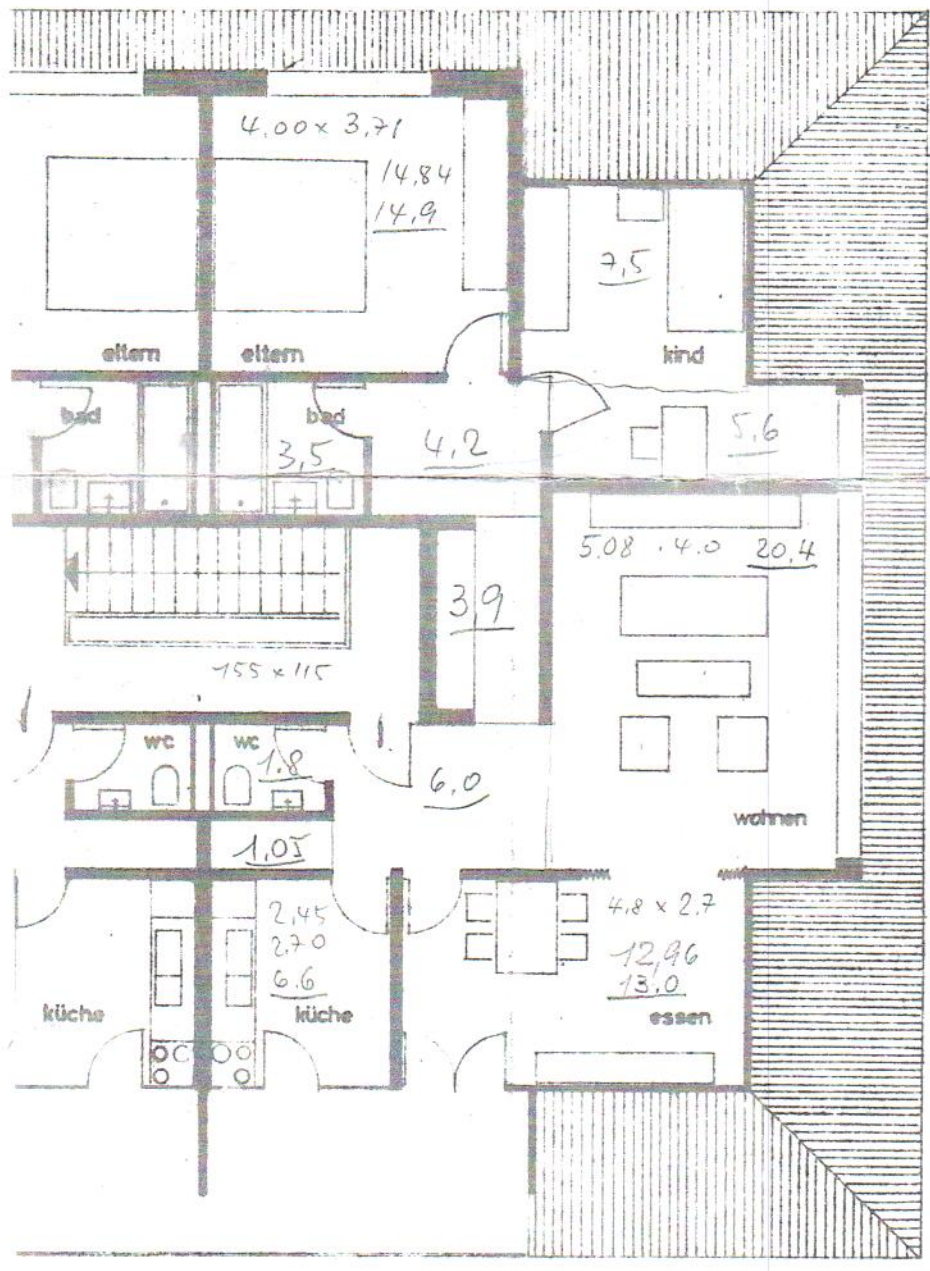 4.00 x 3.71
14,84
14,9
7,5
eltern
eltern
kind
bad
bad
3,5
4,2
5,6
5.08 . 4.0 20,4
3,9
155 x 115
wc
wc
1.8
6.0
wohnen
1,05
2,45
2,70
6.6
4,8 x 2,7
12,96
13.0
küche
küche
essen